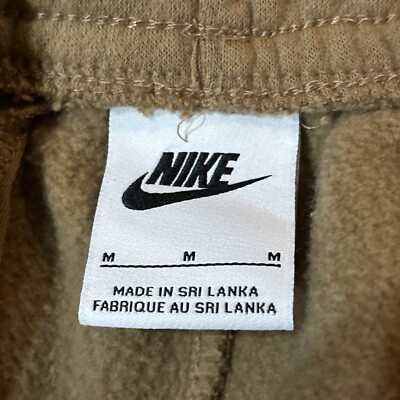 NIKE
M M M
MADE IN SRI LANKA
FABRIQUE AU SRI LANKA